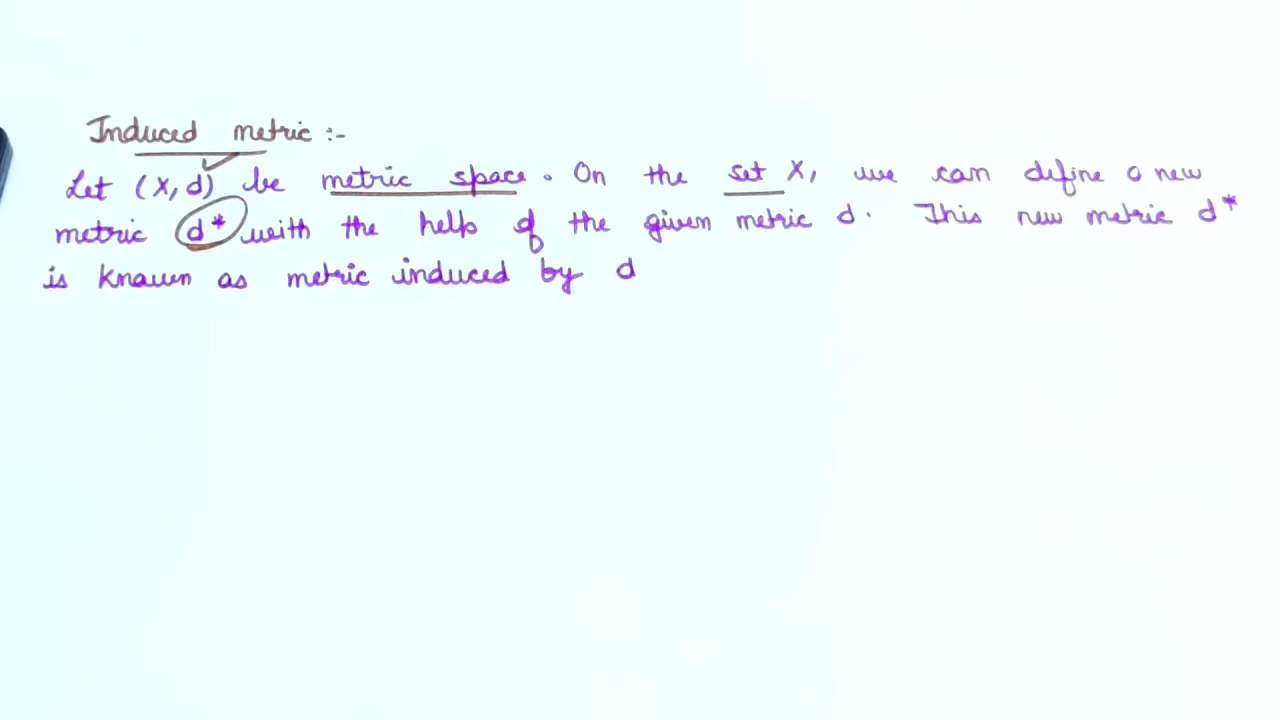 Induced metric :-
Let (X, d) be metric space. On the set X, we can define a new
metric d* with the help of the given metric d. This new metric d*
is known as metric induced by d